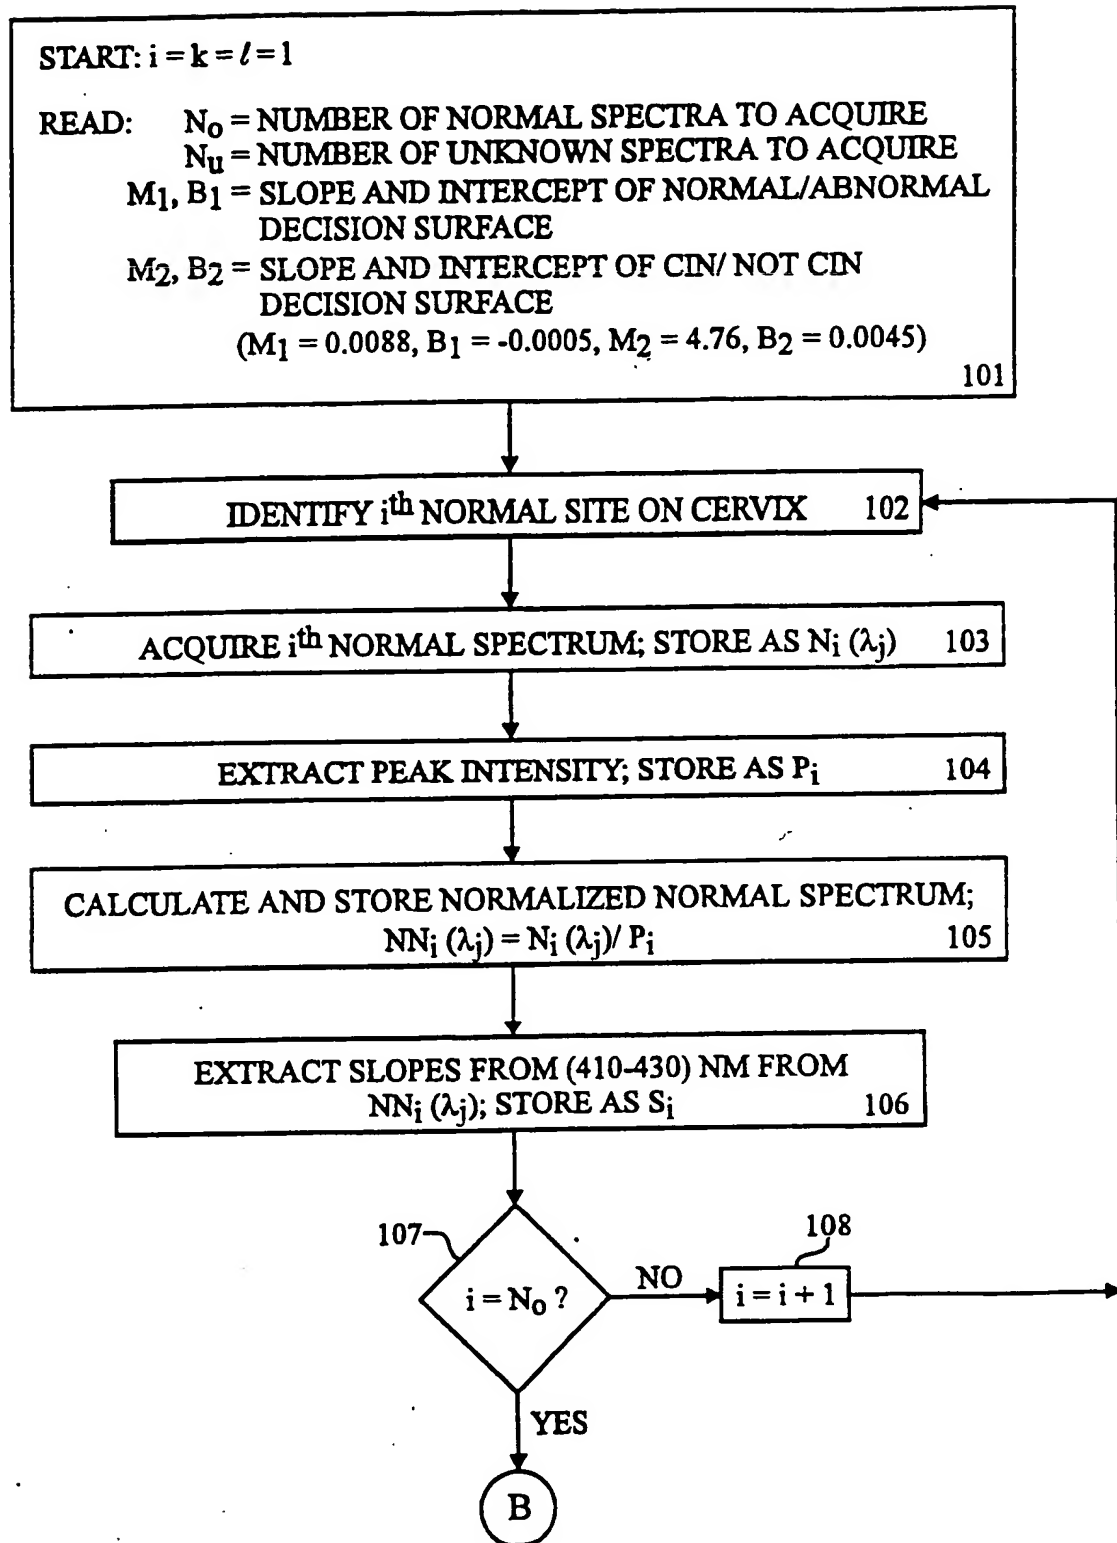 START: i = k = ℓ = 1
READ: N₀ = NUMBER OF NORMAL SPECTRA TO ACQUIRE
Nᵤ = NUMBER OF UNKNOWN SPECTRA TO ACQUIRE
M₁, B₁ = SLOPE AND INTERCEPT OF NORMAL/ABNORMAL
DECISION SURFACE
M₂, B₂ = SLOPE AND INTERCEPT OF CIN/ NOT CIN
DECISION SURFACE
(M₁ = 0.0088, B₁ = -0.0005, M₂ = 4.76, B₂ = 0.0045)
101
IDENTIFY iᵗʰ NORMAL SITE ON CERVIX 102
ACQUIRE iᵗʰ NORMAL SPECTRUM; STORE AS Nᵢ (λⱼ) 103
EXTRACT PEAK INTENSITY; STORE AS Pᵢ 104
CALCULATE AND STORE NORMALIZED NORMAL SPECTRUM;
NNᵢ (λⱼ) = Nᵢ (λⱼ)/ Pᵢ 105
EXTRACT SLOPES FROM (410-430) NM FROM
NNᵢ (λⱼ); STORE AS Sᵢ 106
107
108
i = N₀ ?
NO
i = i + 1
YES
B